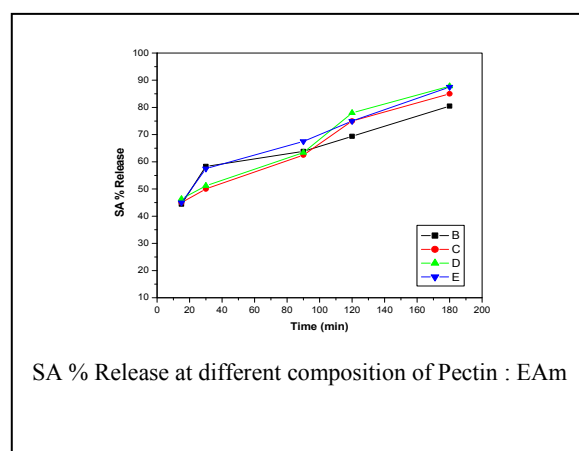 100
90
80
70
60
50
40
30
20
10
SA % Release
0 20 40 60 80 100 120 140 160 180 200
Time (min)
B
C
D
E
SA % Release at different composition of Pectin : EAm